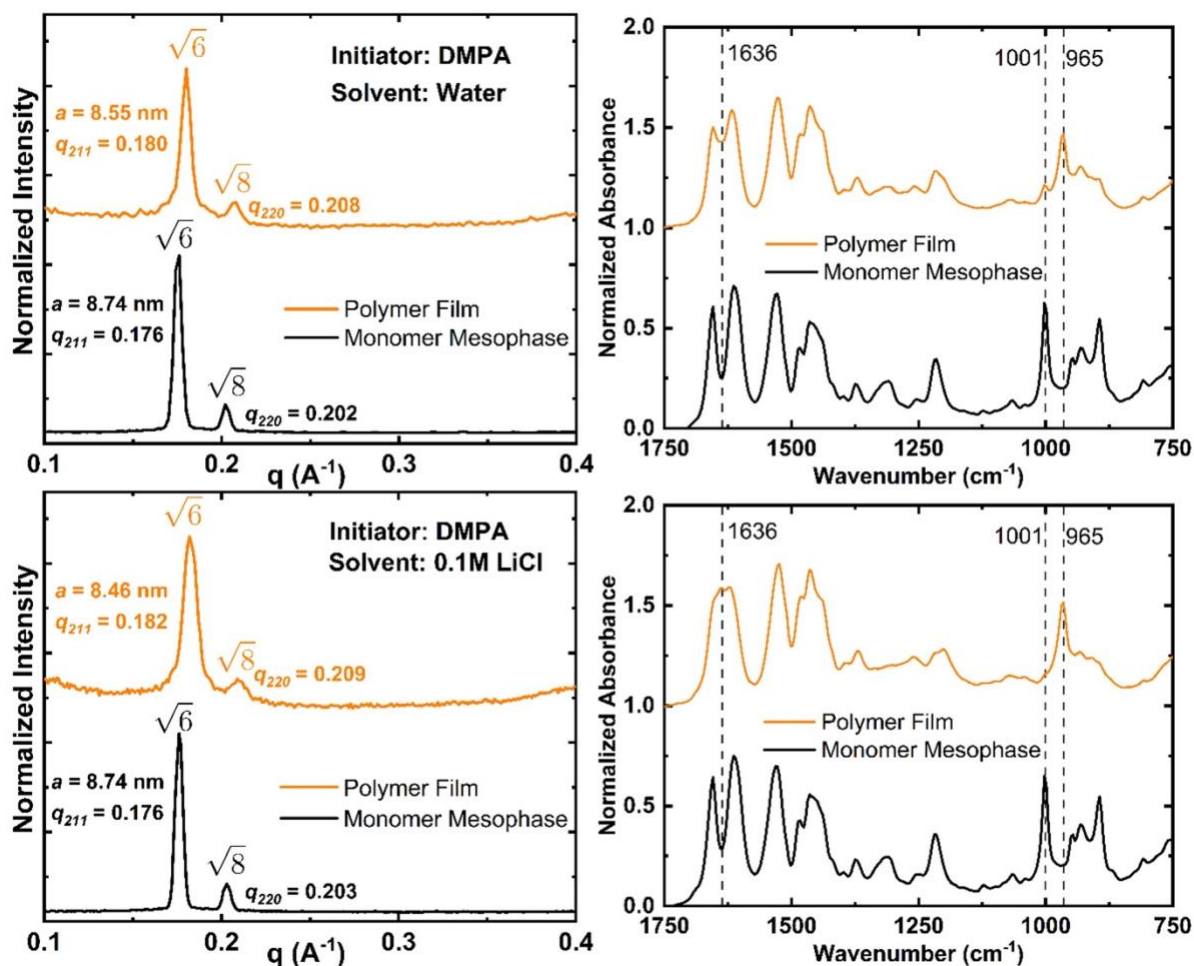 Normalized Intensity
√6
Initiator: DMPA
Solvent: Water
a = 8.55 nm
q211 = 0.180
√8
q220 = 0.208
√6
a = 8.74 nm
q211 = 0.176
Polymer Film
Monomer Mesophase
√8
q220 = 0.202
0.1 0.2 0.3 0.4
q (A-1)
Normalized Absorbance
2.0
1.5
1.0
0.5
0.0
1636
1001
965
Polymer Film
Monomer Mesophase
1750 1500 1250 1000 750
Wavenumber (cm-1)
Normalized Intensity
√6
Initiator: DMPA
Solvent: 0.1M LiCl
a = 8.46 nm
q211 = 0.182
√8
q220 = 0.209
√6
a = 8.74 nm
q211 = 0.176
Polymer Film
Monomer Mesophase
√8
q220 = 0.203
0.1 0.2 0.3 0.4
q (A-1)
Normalized Absorbance
2.0
1.5
1.0
0.5
0.0
1636
1001
965
Polymer Film
Monomer Mesophase
1750 1500 1250 1000 750
Wavenumber (cm-1)